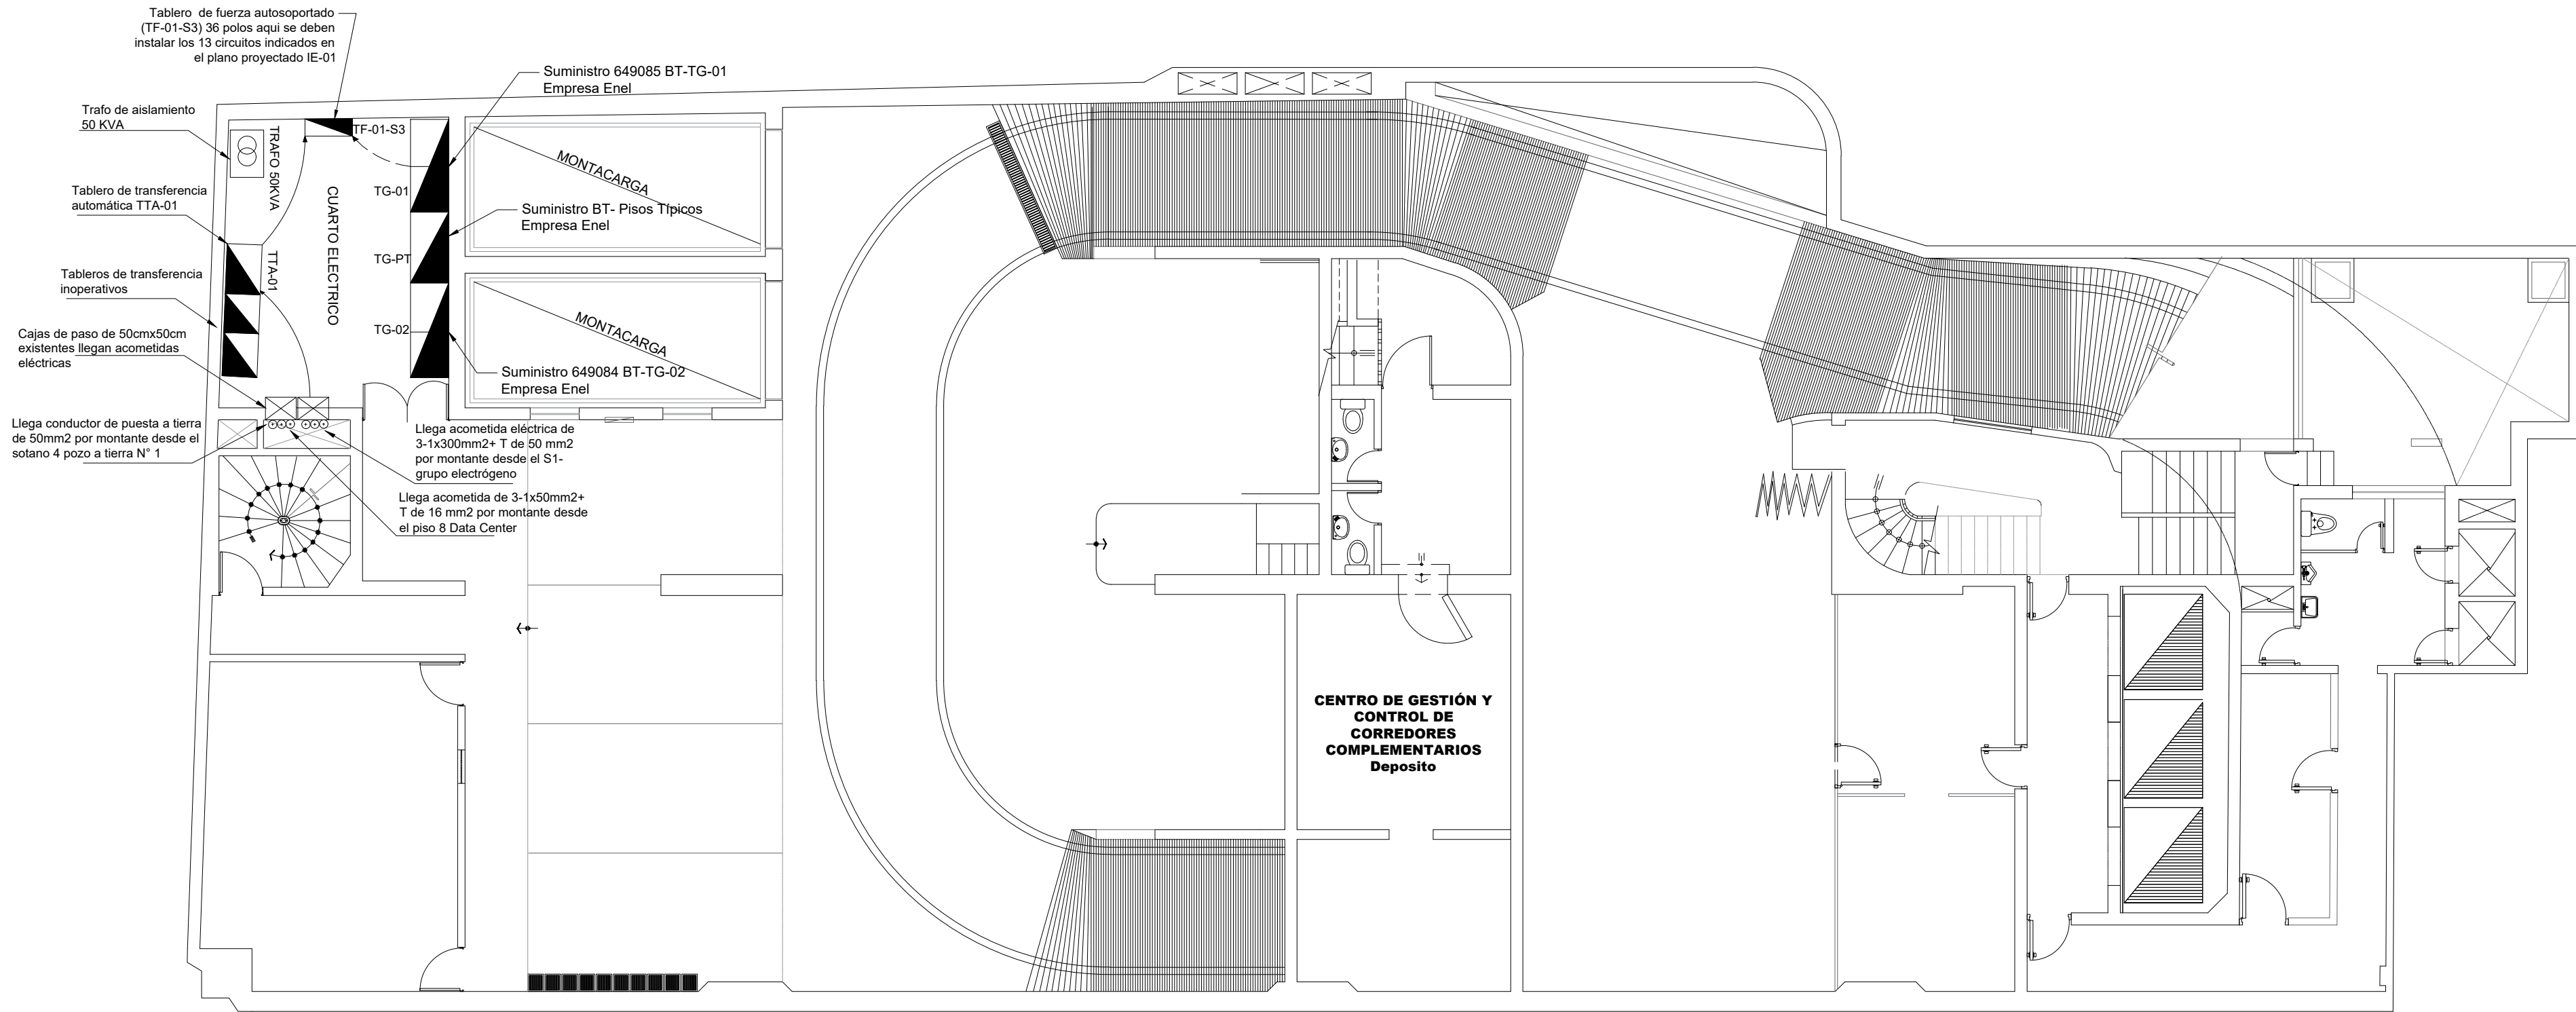 Tablero de fuerza autosoportado
(TF-01-S3) 36 polos aqui se deben
instalar los 13 circuitos indicados en
el plano proyectado IE-01
Suministro 649085 BT-TG-01
Empresa Enel
Trafo de aislamiento
50 KVA
TRAFO 50KVA
TF-01-S3
MONTACARGA
TG-01
CUARTO ELECTRICO
Tablero de transferencia
automática TTA-01
Suministro BT- Pisos Típicos
Empresa Enel
TTA-01
TG-PT
Tableros de transferencia
inoperativos
MONTACARGA
TG-02
Cajas de paso de 50cmx50cm
existentes llegan acometidas
eléctricas
Suministro 649084 BT-TG-02
Empresa Enel
Llega conductor de puesta a tierra
de 50mm2 por montante desde el
sotano 4 pozo a tierra N° 1
Llega acometida eléctrica de
3-1x300mm2+ T de 50 mm2
por montante desde el S1-
grupo electrógeno
Llega acometida de 3-1x50mm2+
T de 16 mm2 por montante desde
el piso 8 Data Center
CENTRO DE GESTIÓN Y
CONTROL DE
CORREDORES
COMPLEMENTARIOS
Deposito